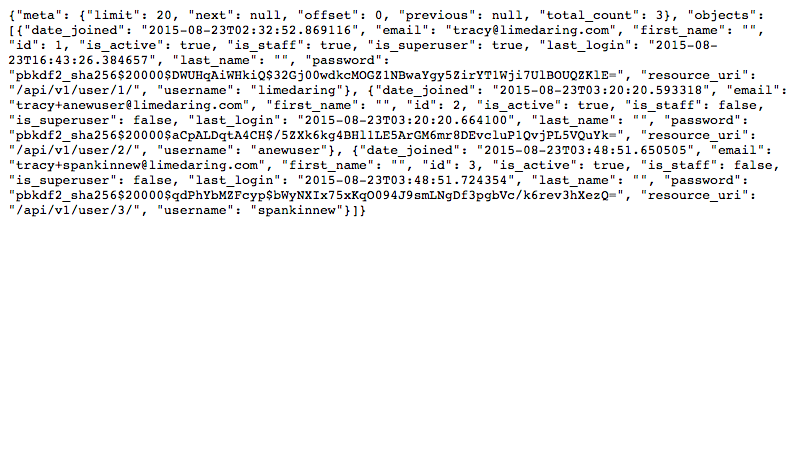 {"meta": {"limit": 20, "next": null, "offset": 0, "previous": null, "total_count": 3}, "objects":
[{"date_joined": "2015-08-23T02:32:52.869116", "email": "tracy@limedaring.com", "first_name": "",
"id": 1, "is_active": true, "is_staff": true, "is_superuser": true, "last_login": "2015-08-
23T16:43:26.384657", "last_name": "", "password":
"pbkdf2_sha256$20000$DWUHqAiWHkiQ$32Gj00wdkcMOGZ1NBwaYgy5ZirYTlWji7UlBOUQZKlE=", "resource_uri":
"/api/v1/user/1/", "username": "limedaring"}, {"date_joined": "2015-08-23T03:20:20.593318", "email":
"tracy+anewuser@limedaring.com", "first_name": "", "id": 2, "is_active": true, "is_staff": false,
"is_superuser": false, "last_login": "2015-08-23T03:20:20.664100", "last_name": "", "password":
"pbkdf2_sha256$20000$aCpALDqtA4CH$/5ZXk6kg4BHl1LE5ArGM6mr8DEvcluPlQvjPL5VQuYk=", "resource_uri":
"/api/v1/user/2/", "username": "anewuser"}, {"date_joined": "2015-08-23T03:48:51.650505", "email":
"tracy+spankinnew@limedaring.com", "first_name": "", "id": 3, "is_active": true, "is_staff": false,
"is_superuser": false, "last_login": "2015-08-23T03:48:51.724354", "last_name": "", "password":
"pbkdf2_sha256$20000$qdPhYbMZFcyp$bWyNXIx75xKqO094J9smLNgDf3pgbVc/k6rev3hXezQ=", "resource_uri":
"/api/v1/user/3/", "username": "spankinnew"}]}